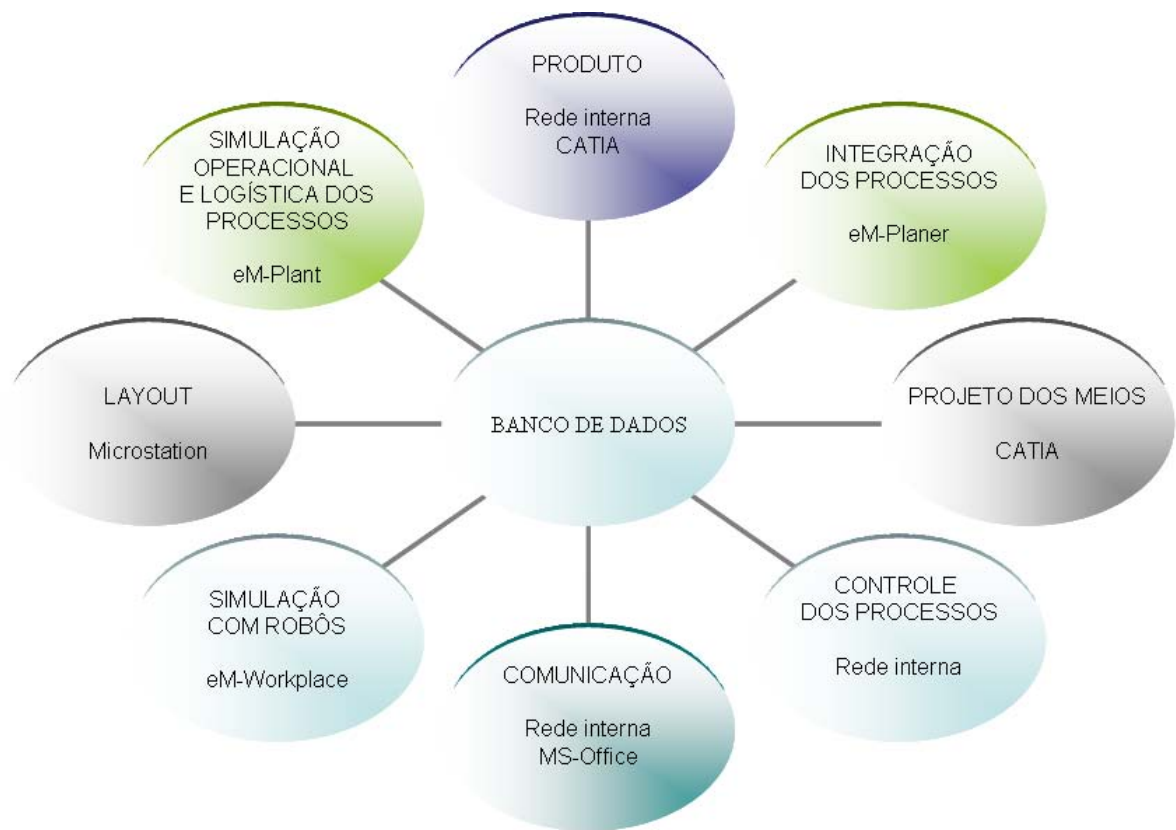 PRODUTO
Rede interna
CATIA
SIMULAÇÃO
OPERACIONAL
E LOGÍSTICA DOS
PROCESSOS
eM-Plant
INTEGRAÇÃO
DOS PROCESSOS
eM-Planer
LAYOUT
Microstation
BANCO DE DADOS
PROJETO DOS MEIOS
CATIA
SIMULAÇÃO
COM ROBÔS
eM-Workplace
COMUNICAÇÃO
Rede interna
MS-Office
CONTROLE
DOS PROCESSOS
Rede interna